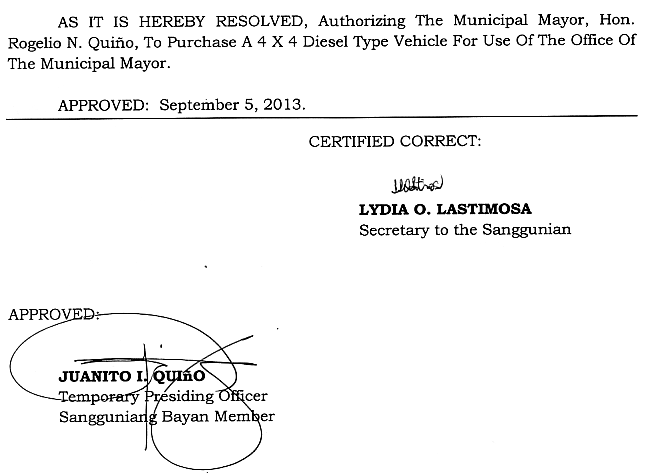 AS IT IS HEREBY RESOLVED, Authorizing The Municipal Mayor, Hon.
Rogelio N. Quiño, To Purchase A 4 X 4 Diesel Type Vehicle For Use Of The Office Of
The Municipal Mayor.
APPROVED: September 5, 2013.
CERTIFIED CORRECT:
LYDIA O. LASTIMOSA
Secretary to the Sanggunian
APPROVED:
JUANITO I. QUIñO
Temporary Presiding Officer
Sangguniang Bayan Member